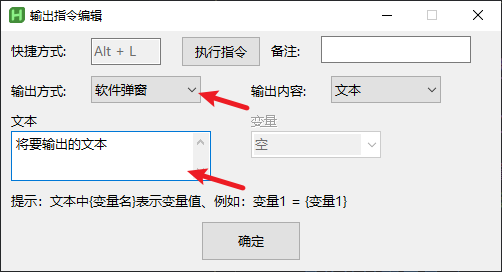 输出指令编辑
快捷方式: Alt + L 执行指令 备注:
输出方式: 软件弹窗 输出内容: 文本
文本 变量
将要输出的文本 空
提示：文本中{变量名}表示变量值、例如：变量1 = {变量1}
确定